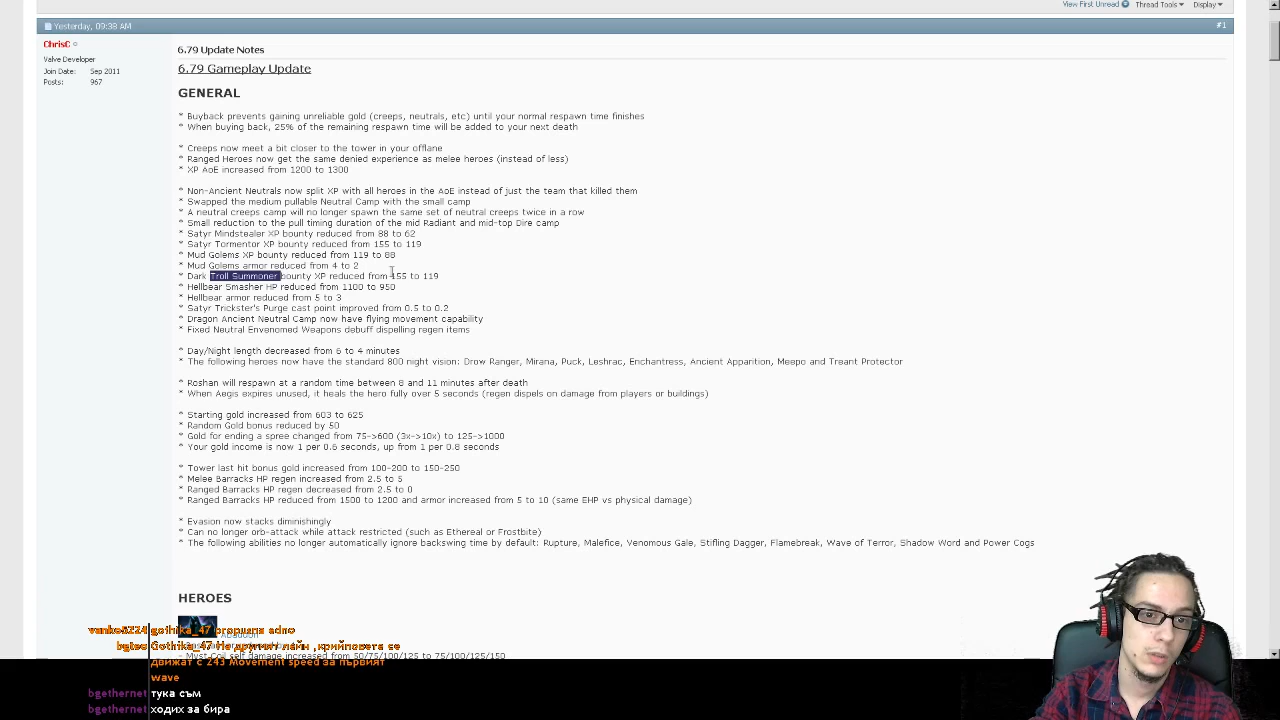 View First Unread Thread Tools Display
Yesterday, 09:38 AM #1
ChrisC
Valve Developer
Join Date: Sep 2011
Posts: 967
6.79 Update Notes
6.79 Gameplay Update
GENERAL
* Buyback prevents gaining unreliable gold (creeps, neutrals, etc) until your normal respawn time finishes
* When buying back, 25% of the remaining respawn time will be added to your next death
* Creeps now meet a bit closer to the tower in your offlane
* Ranged Heroes now get the same denied experience as melee heroes (instead of less)
* XP AoE increased from 1200 to 1300
* Non-Ancient Neutrals now split XP with all heroes in the AoE instead of just the team that killed them
* Swapped the medium pullable Neutral Camp with the small camp
* A neutral creeps camp will no longer spawn the same set of neutral creeps twice in a row
* Small reduction to the pull timing duration of the mid Radiant and mid-top Dire camp
* Satyr Mindstealer XP bounty reduced from 88 to 62
* Satyr Tormentor XP bounty reduced from 155 to 119
* Mud Golems XP bounty reduced from 119 to 88
* Mud Golems armor reduced from 4 to 2
* Dark Troll Summoner bounty XP reduced from 155 to 119
* Hellbear Smasher HP reduced from 1100 to 950
* Hellbear armor reduced from 5 to 3
* Satyr Trickster's Purge cast point improved from 0.5 to 0.2
* Dragon Ancient Neutral Camp now have flying movement capability
* Fixed Neutral Envenomed Weapons debuff dispelling regen items
* Day/Night length decreased from 6 to 4 minutes
* The following heroes now have the standard 800 night vision: Drow Ranger, Mirana, Puck, Leshrac, Enchantress, Ancient Apparition, Meepo and Treant Protector
* Roshan will respawn at a random time between 8 and 11 minutes after death
* When Aegis expires unused, it heals the hero fully over 5 seconds (regen dispels on damage from players or buildings)
* Starting gold increased from 603 to 625
* Random Gold bonus reduced by 50
* Gold for ending a spree changed from 75->600 (3x->10x) to 125->1000
* Your gold income is now 1 per 0.6 seconds, up from 1 per 0.8 seconds
* Tower last hit bonus gold increased from 100-200 to 150-250
* Melee Barracks HP regen increased from 2.5 to 5
* Ranged Barracks HP regen decreased from 2.5 to 0
* Ranged Barracks HP reduced from 1500 to 1200 and armor increased from 5 to 10 (same EHP vs physical damage)
* Evasion now stacks diminishingly
* Can no longer orb-attack while attack restricted (such as Ethereal or Frostbite)
* The following abilities no longer automatically ignore backswing time by default: Rupture, Malefice, Venomous Gale, Stifling Dagger, Flamebreak, Wave of Terror, Shadow Word and Power Cogs
HEROES
Abaddon
- Myst Coil self damage increased from 50/75/100/125 to 75/100/125/150
gothika_47
Gothika_47 Не другият лайн ,крийповете се
движат с 243 Movement speed за първият
wave
bgethernet тука съм
bgethernet ходих за бира